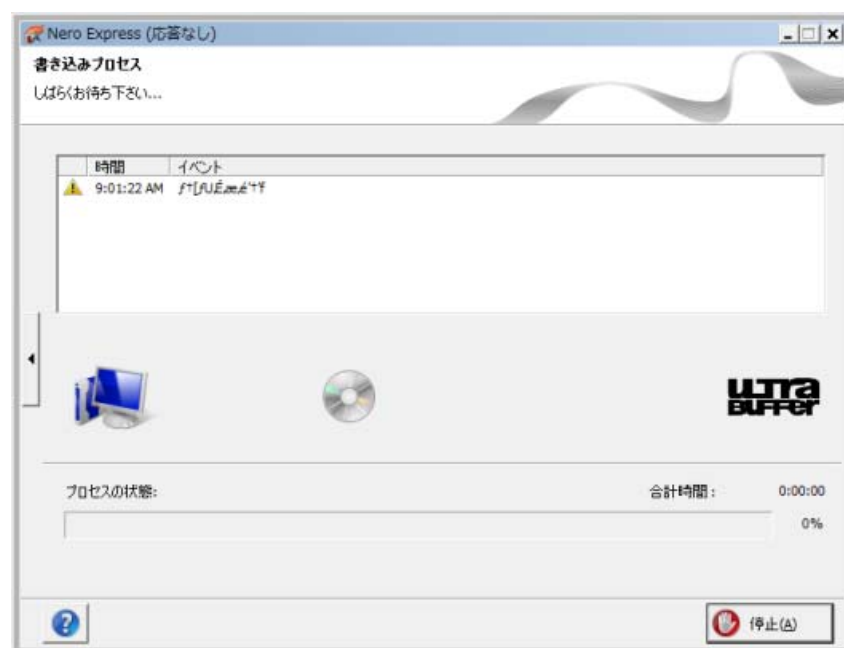 Nero Express (応答なし)
書き込みプロセス
しばらくお待ち下さい...
時間 イベント
9:01:22 AM
ULTRA
BUFFER
プロセスの状態: 合計時間: 0:00:00
0%
停止(A)